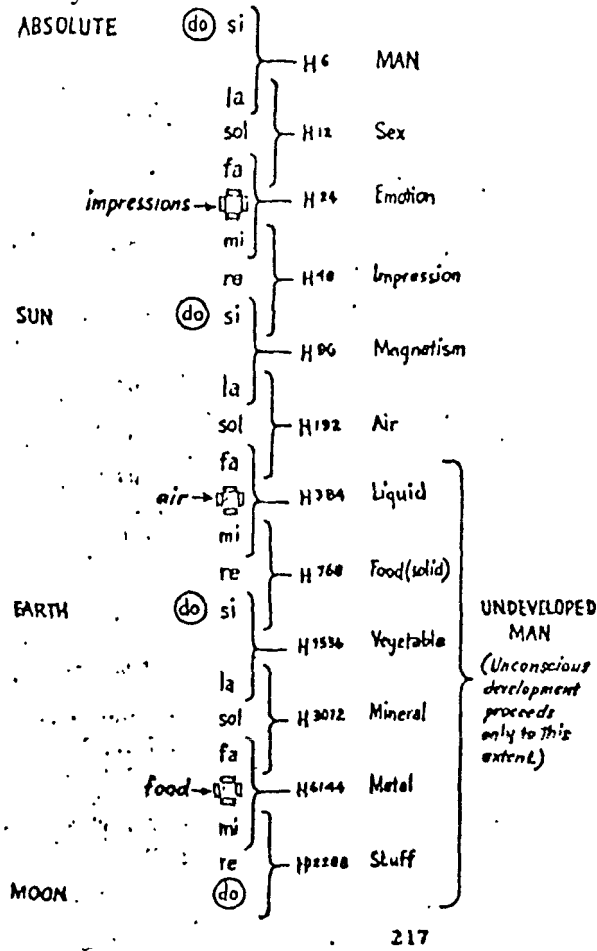 ABSOLUTE do si
H6 MAN
la
sol H12 Sex
fa
impressions H24 Emotion
mi
re H48 Impression
SUN do si
H96 Magnetism
la
sol H192 Air
fa
air H384 Liquid
mi
re H768 Food (solid)
EARTH do si
H1536 Vegetable
la
sol H3072 Mineral
fa
food H6144 Metal
mi
re H12288 Stuff
MOON do
UNDEVELOPED
MAN
(Unconscious
development
proceeds
only to this
extent.)
217